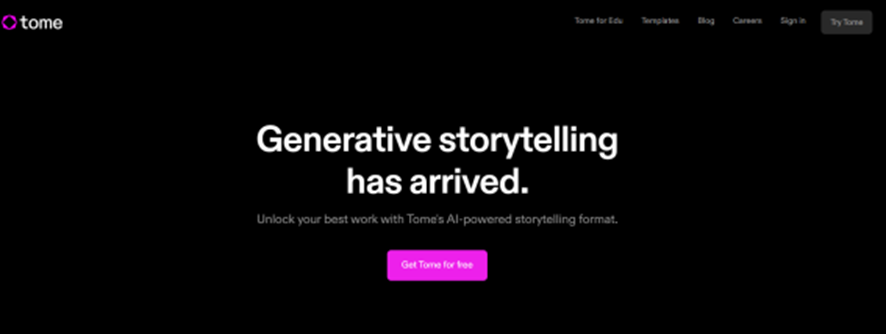 tome
Tome for Edu Templates Blog Careers Sign in Try Tome
Generative storytelling
has arrived.
Unlock your best work with Tome's AI-powered storytelling format.
Get Tome for free